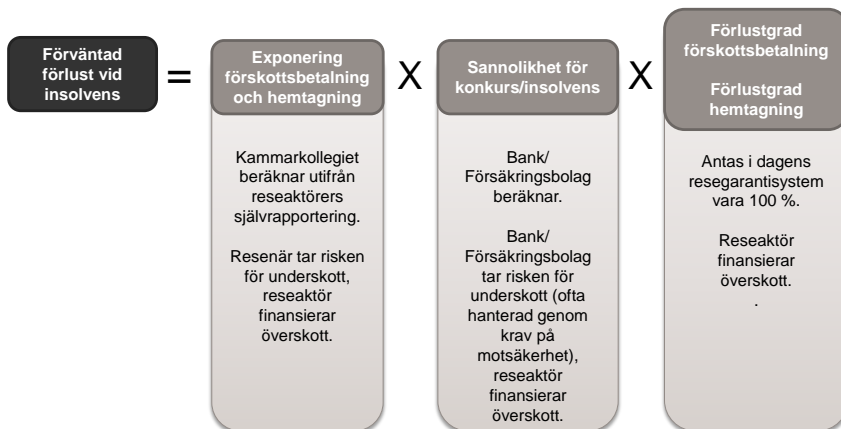 Förväntad
förlust vid
insolvens
=
Exponering
förskottsbetalning
och hemtagning
X
Sannolikhet för
konkurs/insolvens
X
Förlustgrad
förskottsbetalning
Förlustgrad
hemtagning
Kammarkollegiet
beräknar utifrån
reseaktörers
självrapportering.
Resenär tar risken
för underskott,
reseaktör
finansierar
överskott.
Bank/
Försäkringsbolag
beräknar.
Bank/
Försäkringsbolag
tar risken för
underskott (ofta
hanterad genom
krav på
motsäkerhet),
reseaktör
finansierar
överskott.
Antas i dagens
resegarantisystem
vara 100 %.
Reseaktör
finansierar
överskott.
.